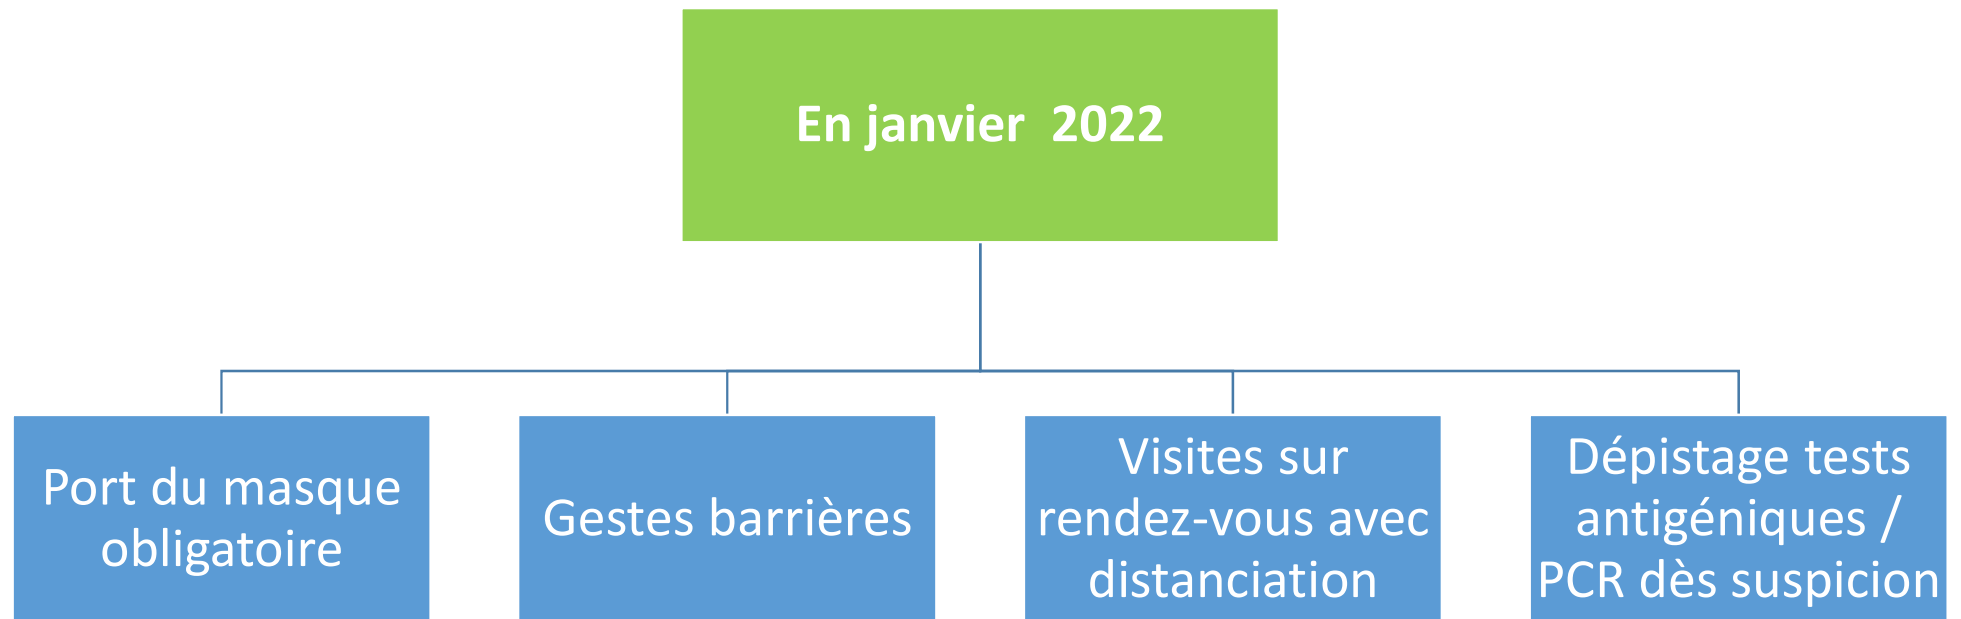 En janvier  2022
Port du masque
obligatoire
Gestes barrières
Visites sur
rendez-vous avec
distanciation
Dépistage tests
antigéniques /
PCR dès suspicion